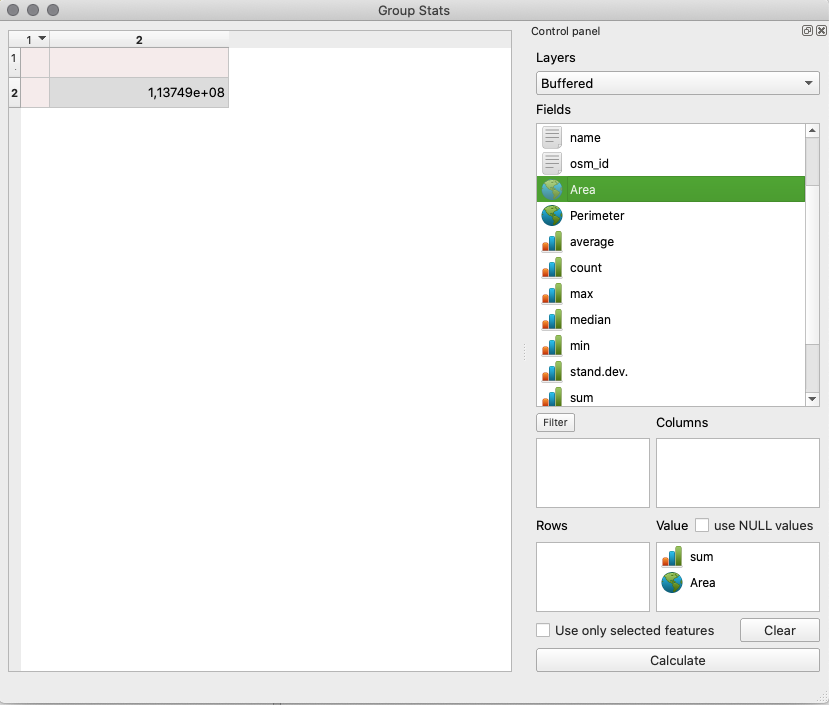 Group Stats
1 2
1
2 1,13749e+08
Control panel
Layers
Buffered
Fields
name
osm_id
Area
Perimeter
average
count
max
median
min
stand.dev.
sum
Filter
Columns
Rows
Value use NULL values
sum
Area
Use only selected features
Clear
Calculate